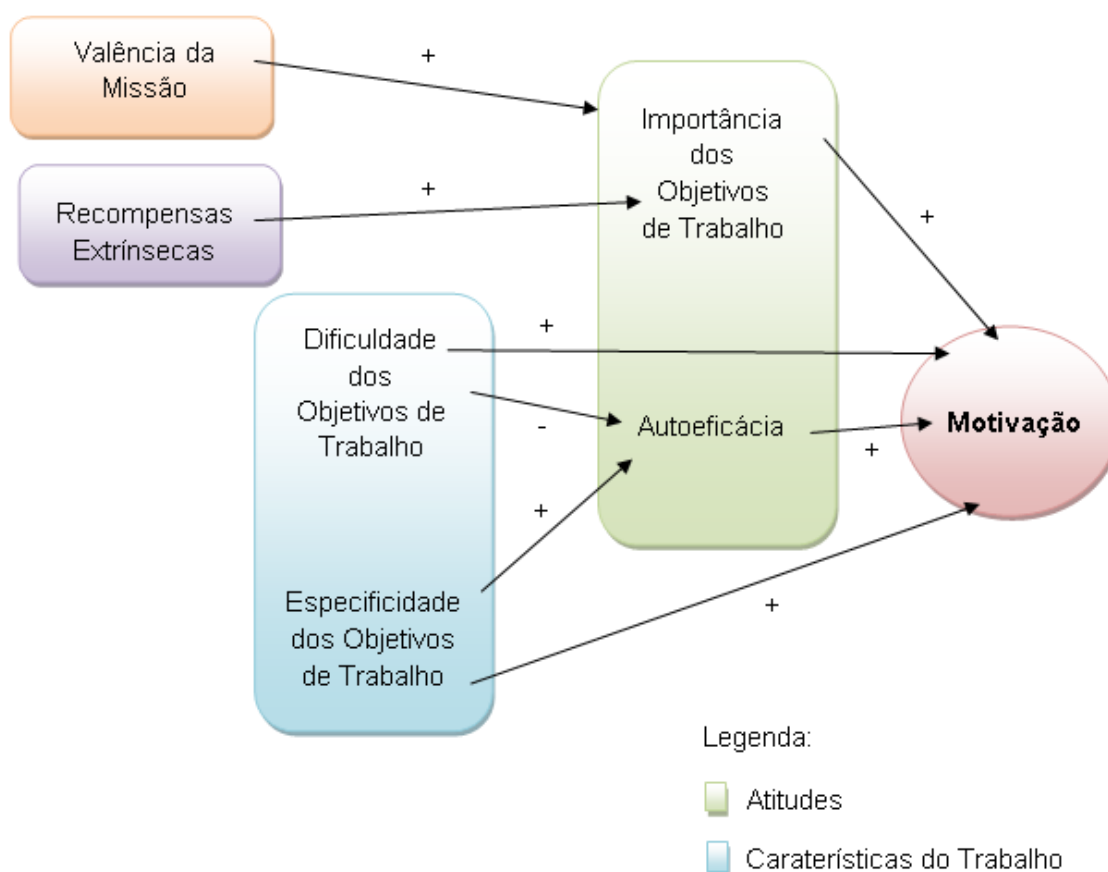 Valência da
Missão
+
Recompensas
Extrínsecas
+
Importância
dos
Objetivos
de Trabalho
+
Dificuldade
dos
Objetivos de
Trabalho
+
-
Autoeficácia
+
Motivação
+
Especificidade
dos Objetivos
de Trabalho
+
Legenda:
Atitudes
Caraterísticas do Trabalho